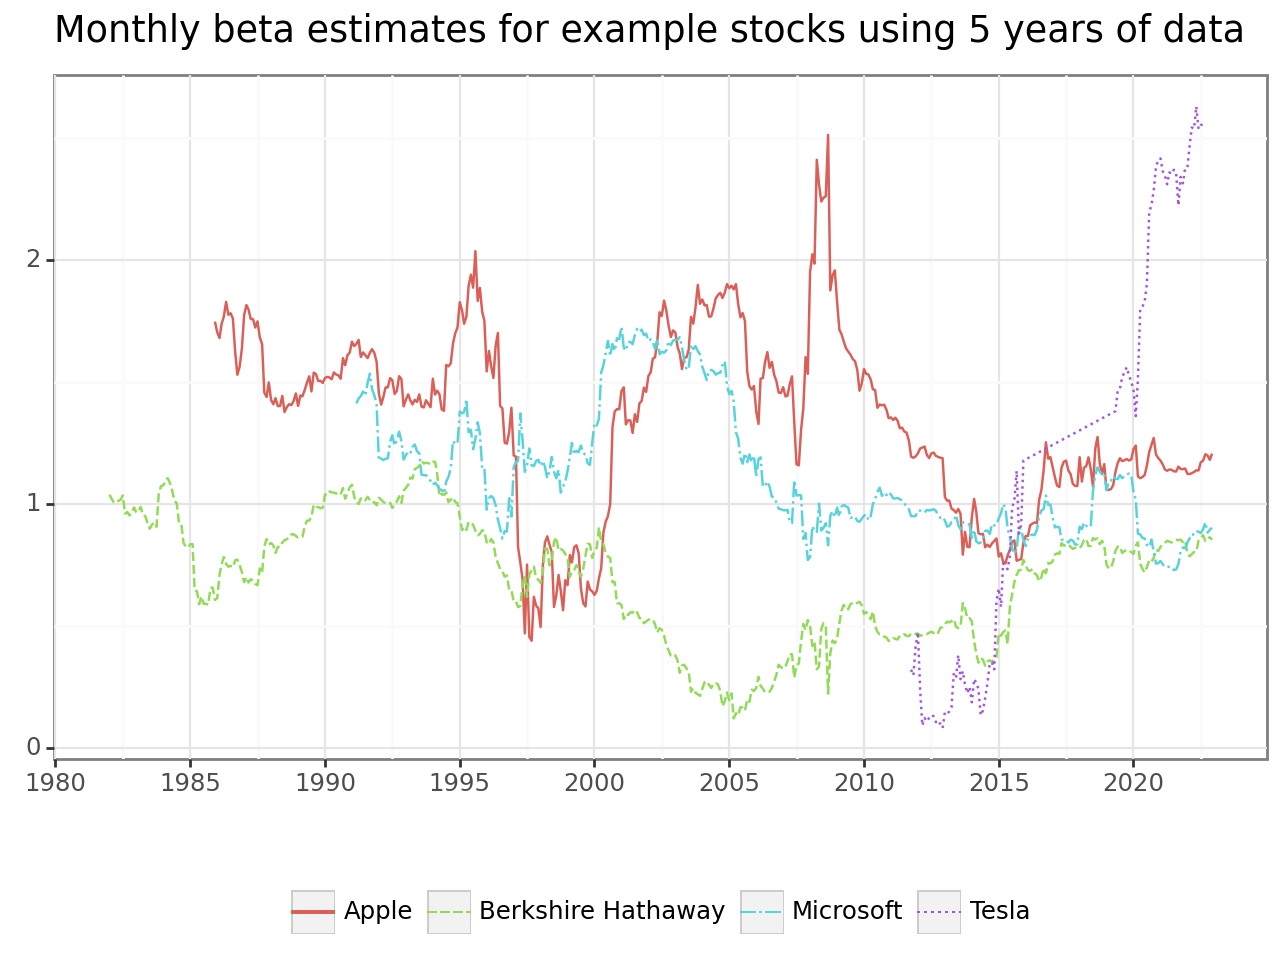 Monthly beta estimates for example stocks using 5 years of data
2
1
0
1980 1985 1990 1995 2000 2005 2010 2015 2020
Apple Berkshire Hathaway Microsoft Tesla